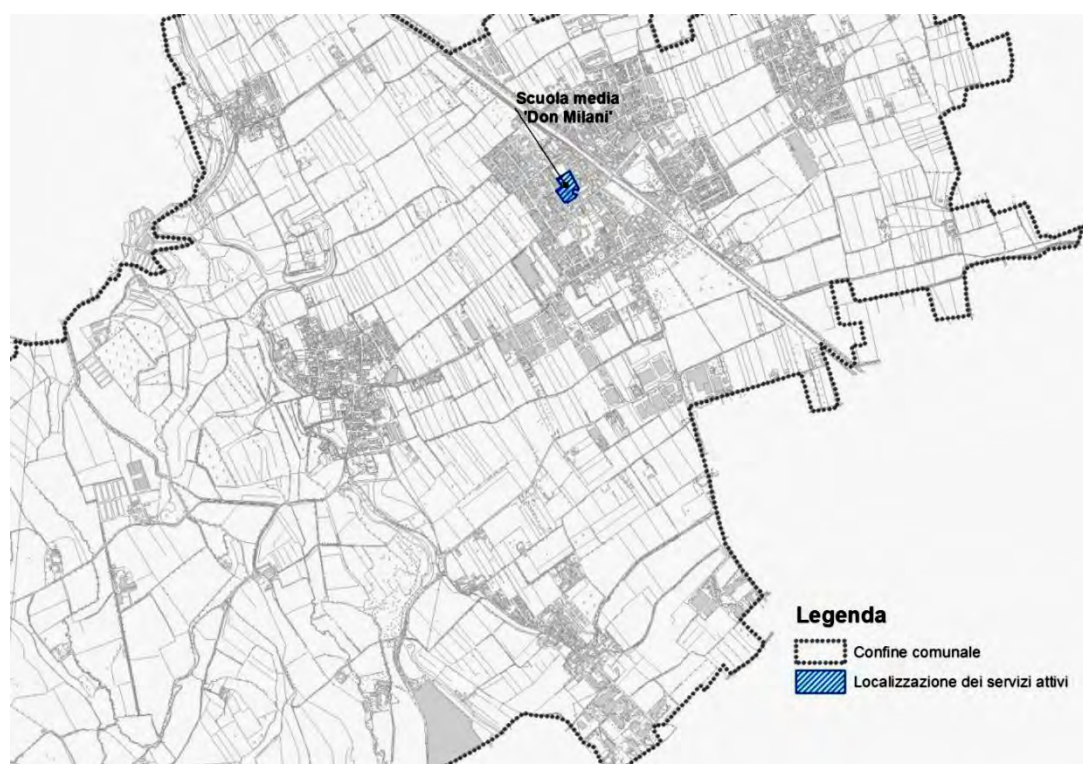 Scuola media
'Don Milani'
Legenda
Confine comunale
Localizzazione dei servizi attivi